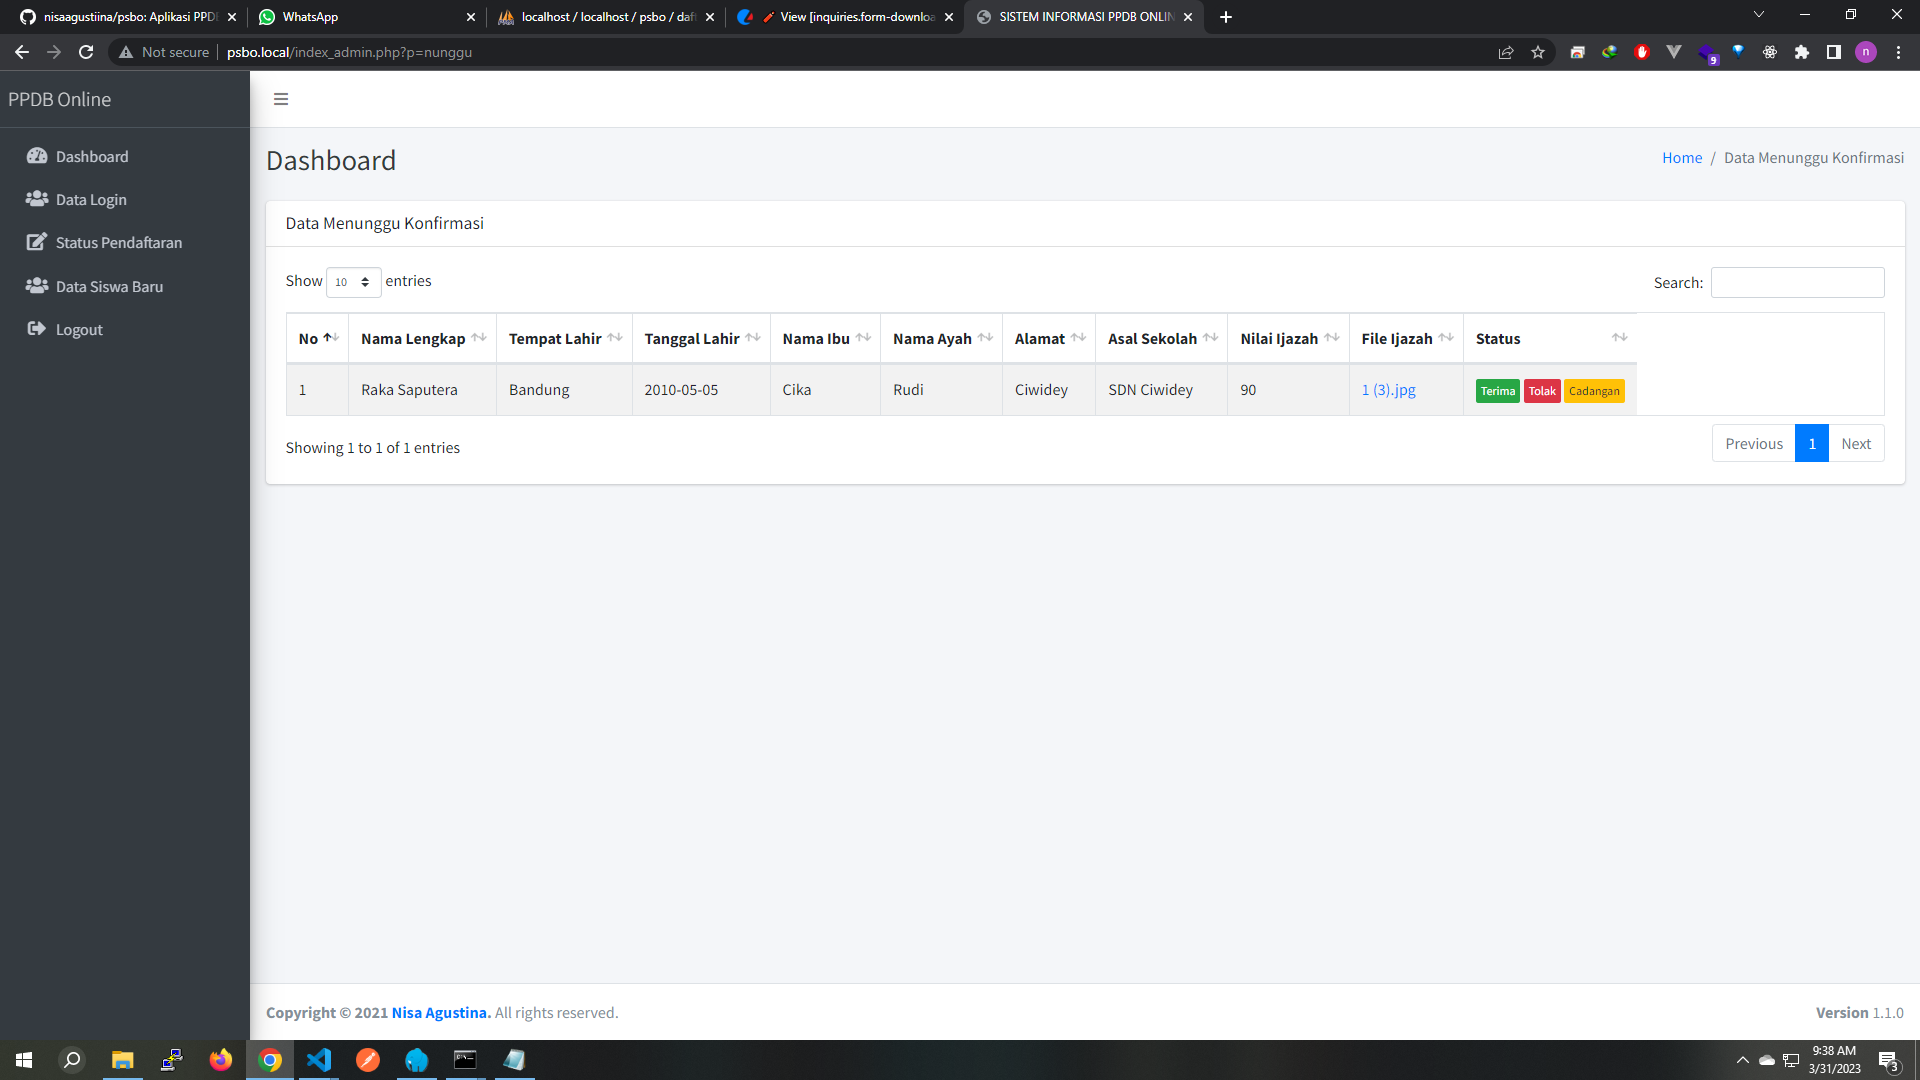 nisaagustiina/psbo: Aplikasi PPDB
WhatsApp
localhost / localhost / psbo / daft
View [inquiries.form-downloa
SISTEM INFORMASI PPDB ONLIN
Not secure
psbo.local/index_admin.php?p=nunggu
9
n
PPDB Online
Dashboard
Data Login
Status Pendaftaran
Data Siswa Baru
Logout
Dashboard
Home / Data Menunggu Konfirmasi
Data Menunggu Konfirmasi
Show 10 entries
Search:
No Nama Lengkap Tempat Lahir Tanggal Lahir Nama Ibu Nama Ayah Alamat Asal Sekolah Nilai Ijazah File Ijazah Status
1 Raka Saputera Bandung 2010-05-05 Cika Rudi Ciwidey SDN Ciwidey 90 1 (3).jpg Terima Tolak Cadangan
Showing 1 to 1 of 1 entries
Previous 1 Next
Copyright © 2021 Nisa Agustina. All rights reserved.
Version 1.1.0
9:38 AM
3/31/2023
3